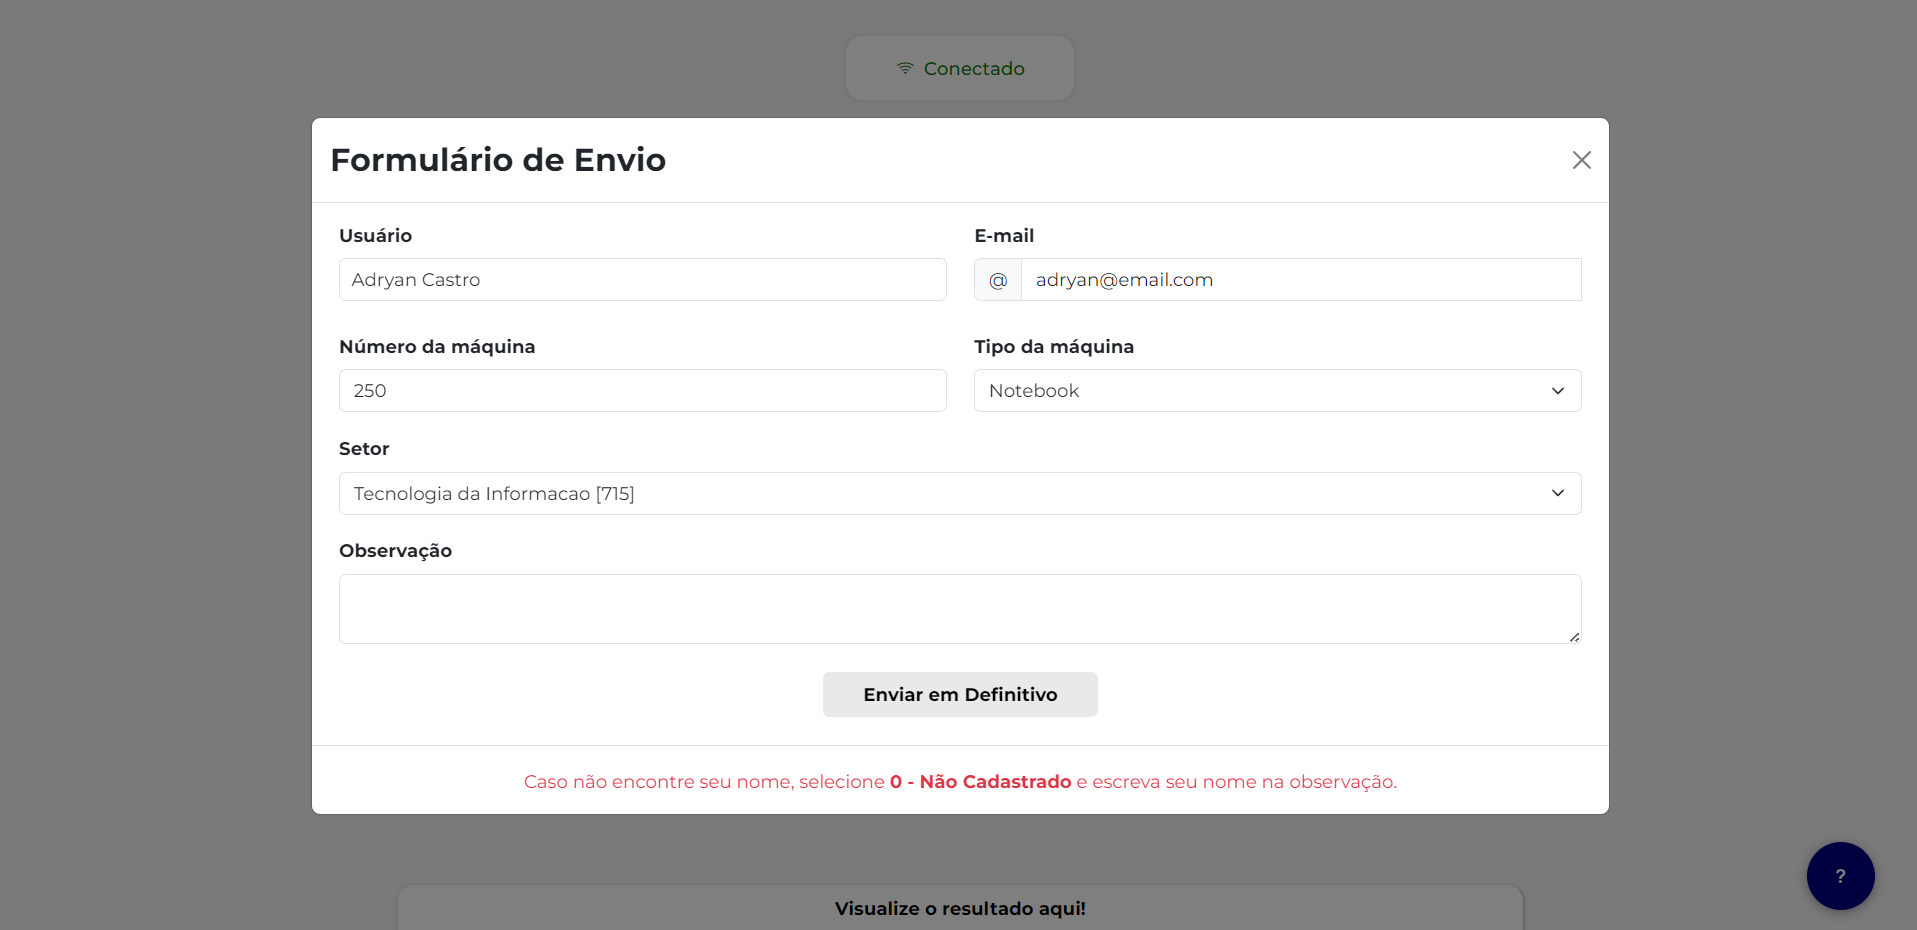 Conectado
Formulário de Envio
Usuário
Adryan Castro
E-mail
@ adryan@email.com
Número da máquina
250
Tipo da máquina
Notebook
Setor
Tecnologia da Informacao [715]
Observação
Enviar em Definitivo
Caso não encontre seu nome, selecione 0 - Não Cadastrado e escreva seu nome na observação.
?
Visualize o resultado aqui!